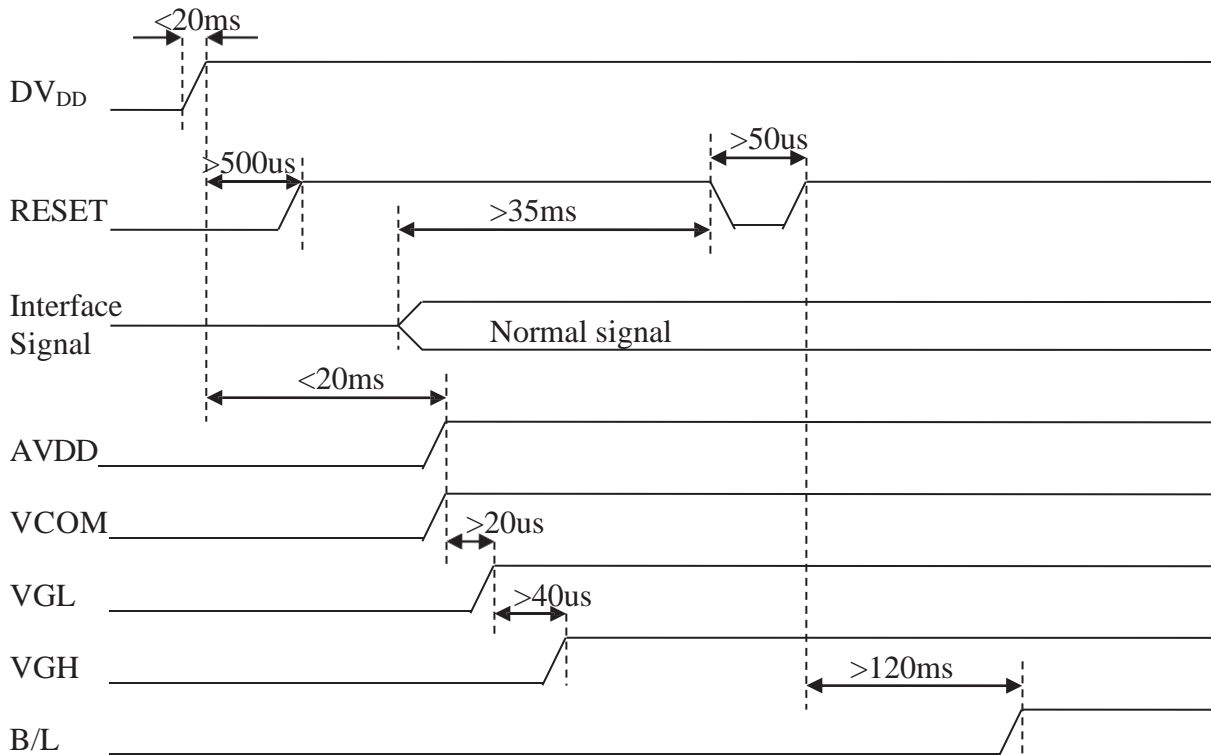 <20ms
DVDD
>500us
>50us
RESET
>35ms
Interface
Signal
Normal signal
<20ms
AVDD
VCOM
>20us
VGL
>40us
VGH
>120ms
B/L